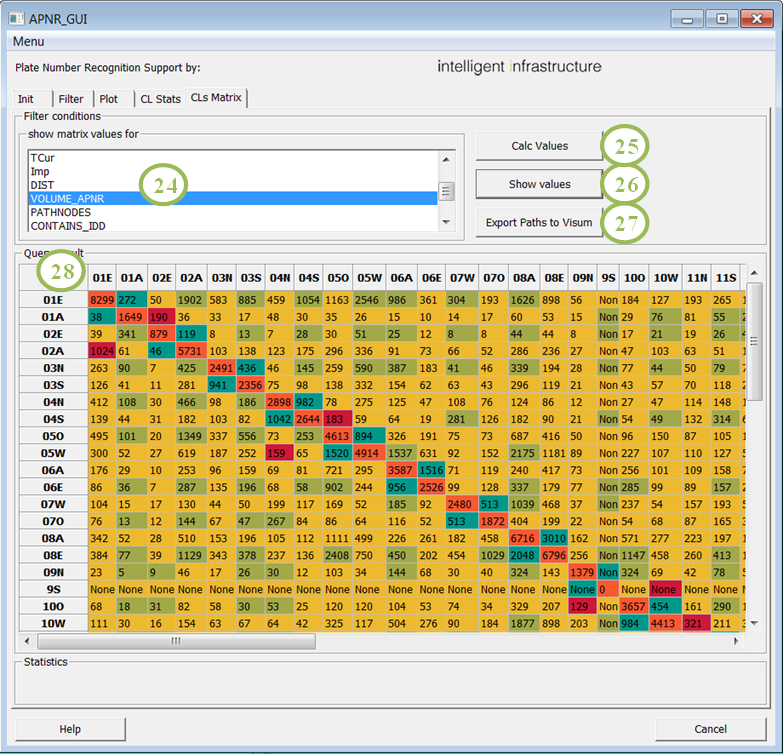 APNR_GUI
Menu
Plate Number Recognition Support by:
intelligent infrastructure
Init Filter Plot CL Stats CLs Matrix
Filter conditions
show matrix values for
TCur
Imp
DIST
VOLUME_APNR
PATHNODES
CONTAINS_IDD
24
Calc Values 25
Show values 26
Export Paths to Visum 27
28
01E 01A 02E 02A 03N 03S 04N 04S 05O 05W 06A 06E 07W 07O 08A 08E 09N 9S 10O 10W 11N 11S
01E 8299 272 50 1902 583 885 459 1054 1163 2546 986 361 304 193 1626 898 56 Non 184 127 193 265
01A 38 1649 190 36 33 17 48 30 35 26 15 10 14 17 60 53 15 Non 29 76 81 55
02E 39 341 879 119 8 13 7 28 30 51 25 12 8 8 44 44 8 Non 17 21 19 26
02A 1024 61 46 5731 103 138 123 175 296 336 91 73 66 52 286 236 27 Non 47 103 63 51
03N 263 90 7 425 2491 436 46 145 259 590 387 183 41 46 339 194 28 Non 77 44 50 79
03S 126 41 11 281 941 2356 75 98 138 332 154 62 63 43 296 119 21 Non 43 57 70 118
04N 412 108 30 466 98 186 2898 982 78 275 125 47 108 76 124 86 12 Non 27 47 114 148
04S 139 44 31 182 103 82 1042 2644 183 59 64 19 281 126 182 90 21 Non 54 49 132 314
05O 495 101 20 1349 337 556 73 253 4613 894 326 191 75 73 687 416 50 Non 96 150 87 105
05W 300 52 27 619 187 252 159 65 1520 4914 1537 631 92 152 2175 1181 89 Non 227 107 110 127
06A 176 29 10 253 96 159 69 81 721 295 3587 1516 71 119 240 417 73 Non 256 101 109 158
06E 86 36 7 287 135 196 68 58 902 244 956 2526 99 128 337 179 77 Non 285 99 89 157
07W 104 15 17 130 44 50 199 117 169 52 185 92 2480 513 1039 468 37 Non 237 54 157 193
07O 76 13 12 144 67 47 267 84 86 64 116 52 513 1872 404 199 22 Non 54 68 87 165
08A 342 52 28 510 153 196 105 112 1111 499 226 261 182 458 6716 3010 162 Non 571 277 223 197
08E 384 77 39 1129 343 378 237 136 2408 750 450 202 454 1029 2048 6796 256 Non 1147 458 260 413
09N 23 5 9 46 17 26 30 12 103 34 144 68 30 40 324 143 1379 Non 324 69 42 78
9S None None None None None None None None None None None None None None None None None 0 None None None None
10O 68 18 31 82 58 30 53 25 120 120 104 53 74 34 329 207 129 Non 3657 454 161 290
10W 111 30 16 154 63 67 64 42 325 117 504 276 90 184 1877 898 203 Non 984 4413 321 211
Statistics
Help Cancel